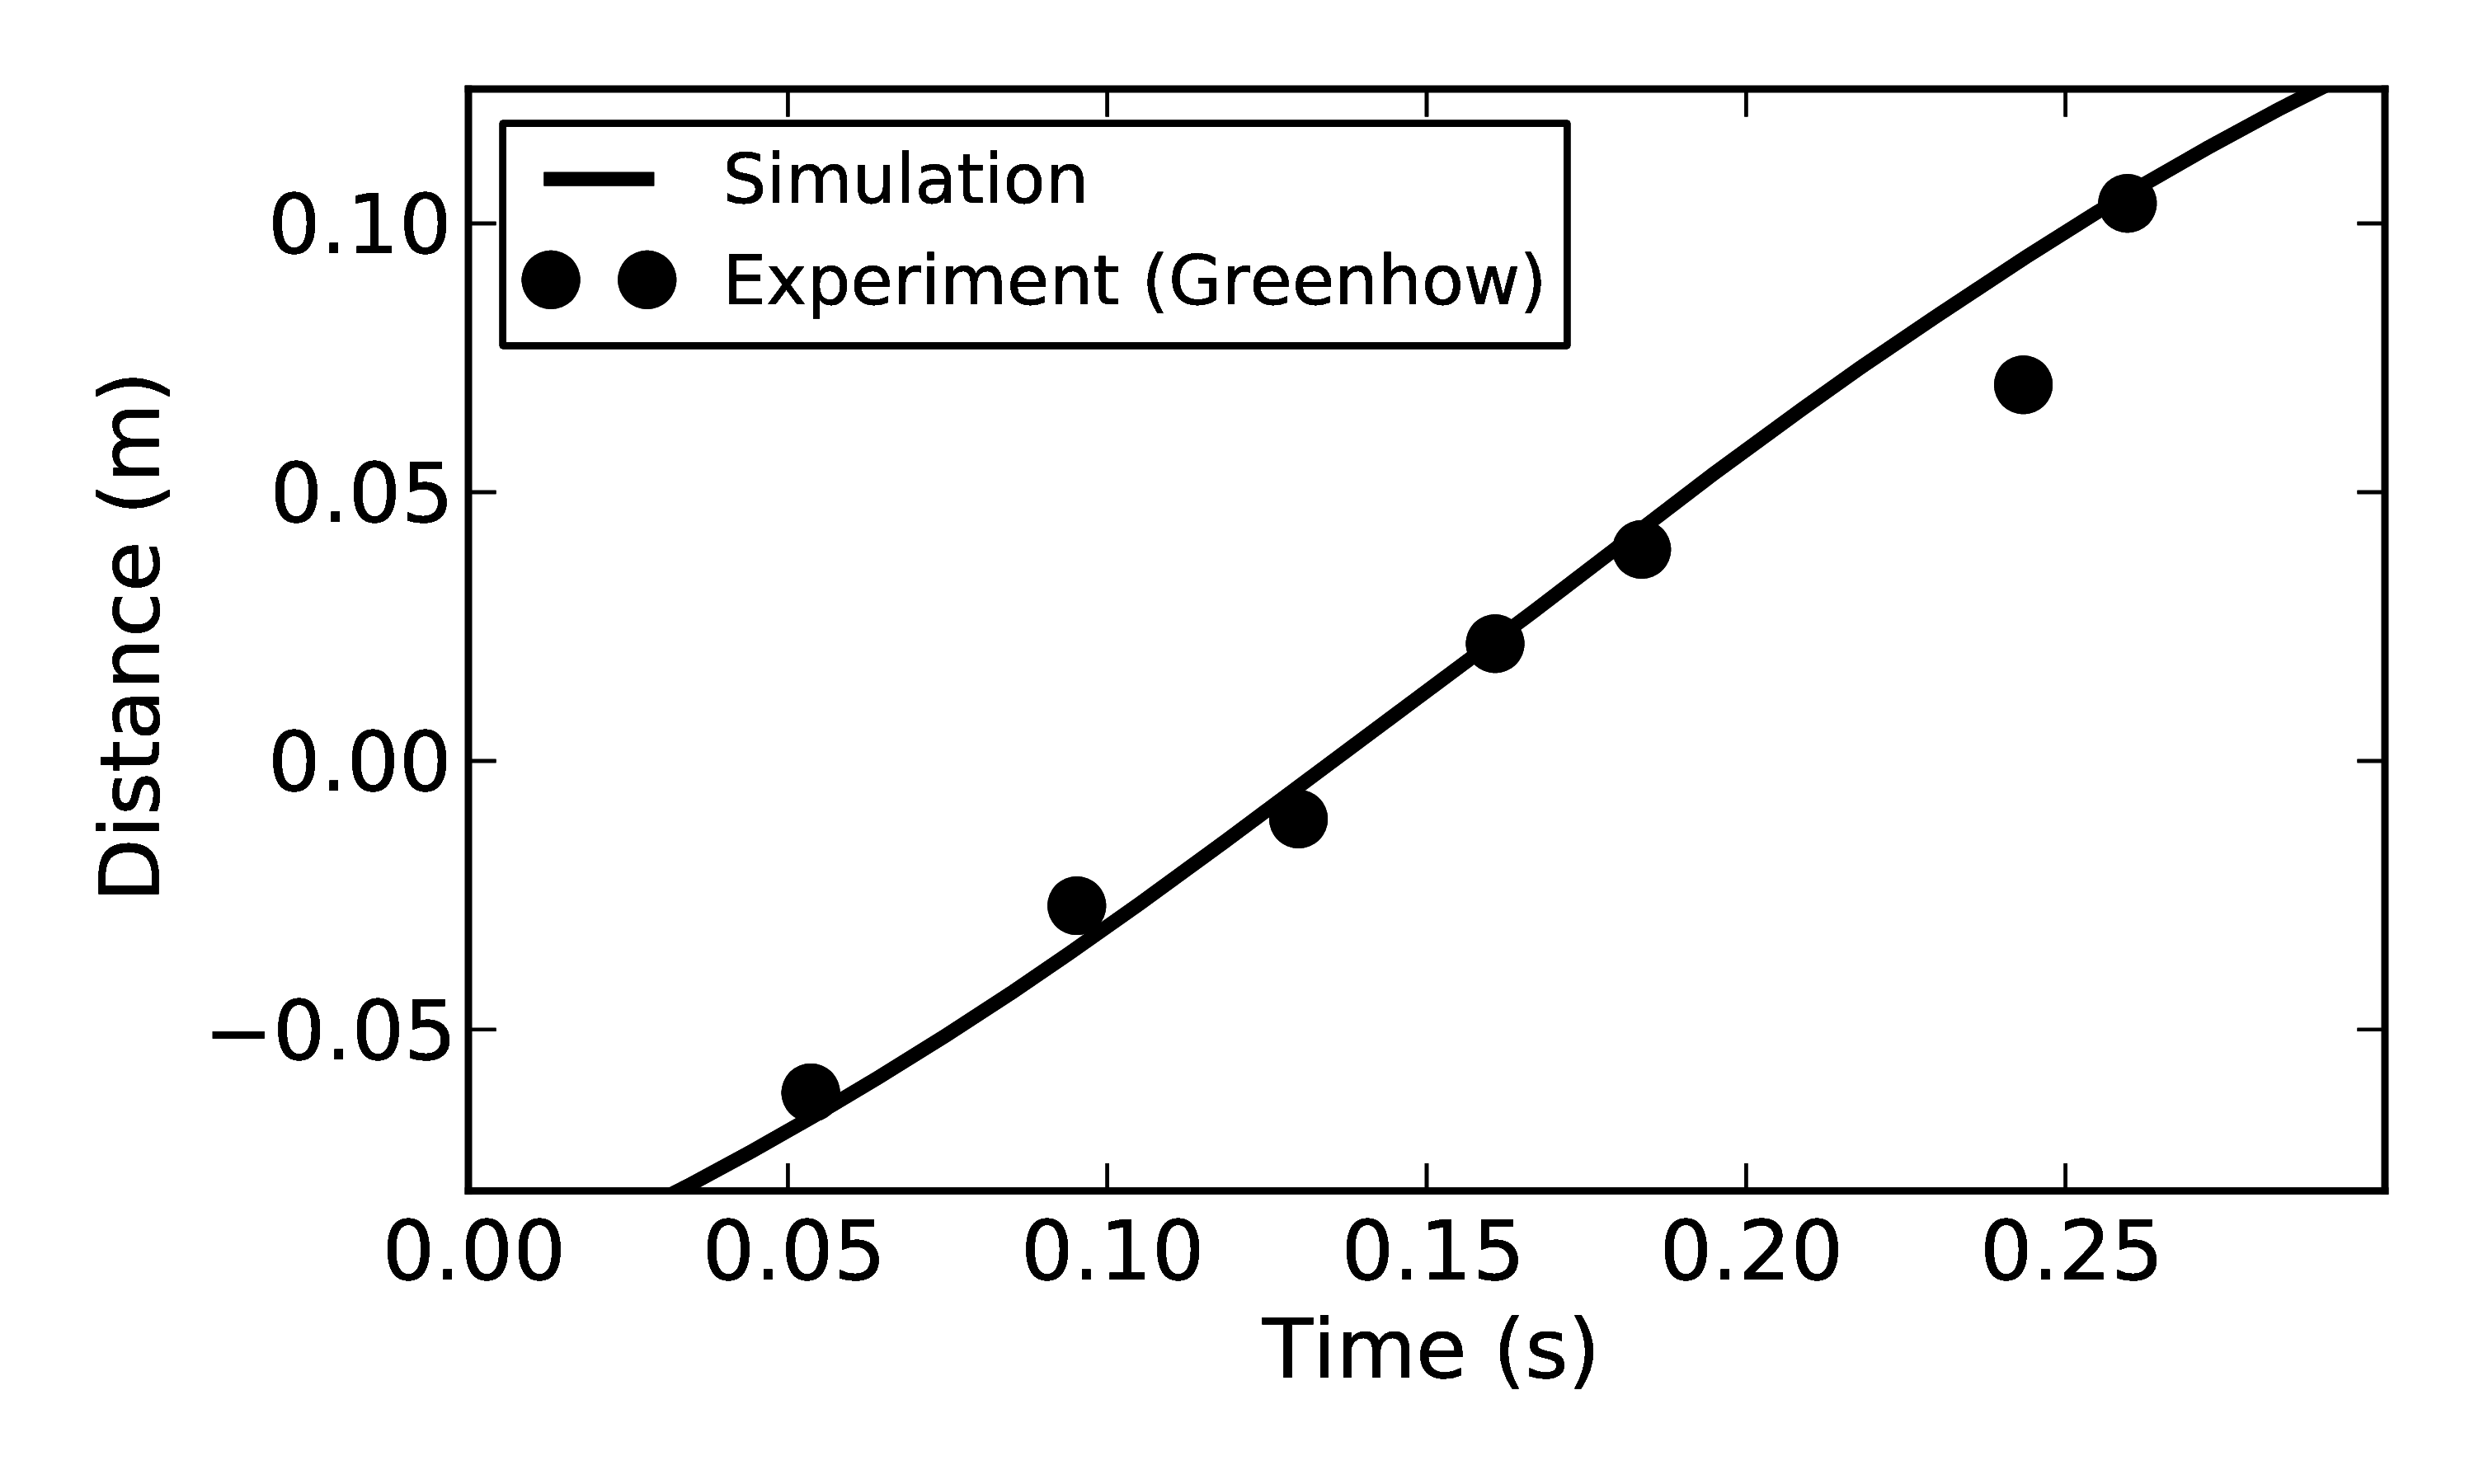 Simulation
Experiment (Greenhow)
0.10
0.05
0.00
−0.05
Distance (m)
0.00 0.05 0.10 0.15 0.20 0.25
Time (s)